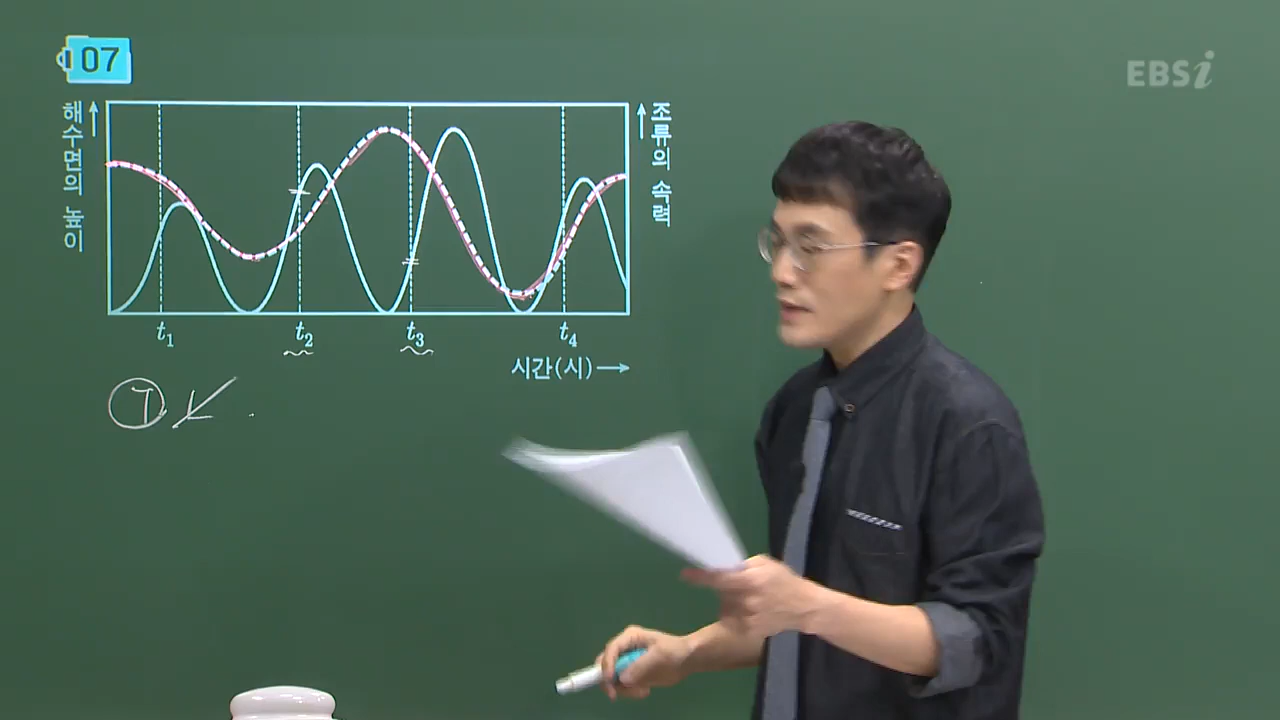 07
EBSi
해수면의 높이
조류의 속력
t₁
t₂
t₃
t₄
시간(시)
ㄱ ㄴ